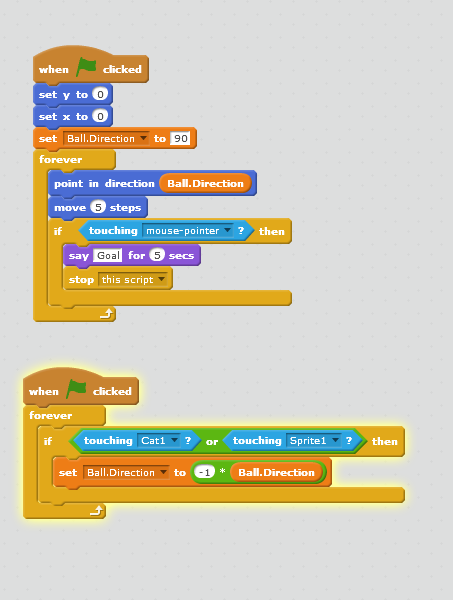 when clicked
set y to 0
set x to 0
set Ball.Direction to 90
forever
point in direction Ball.Direction
move 5 steps
if touching mouse-pointer ? then
say Goal for 5 secs
stop this script
when clicked
forever
if touching Cat1 ? or touching Sprite1 ? then
set Ball.Direction to -1 * Ball.Direction